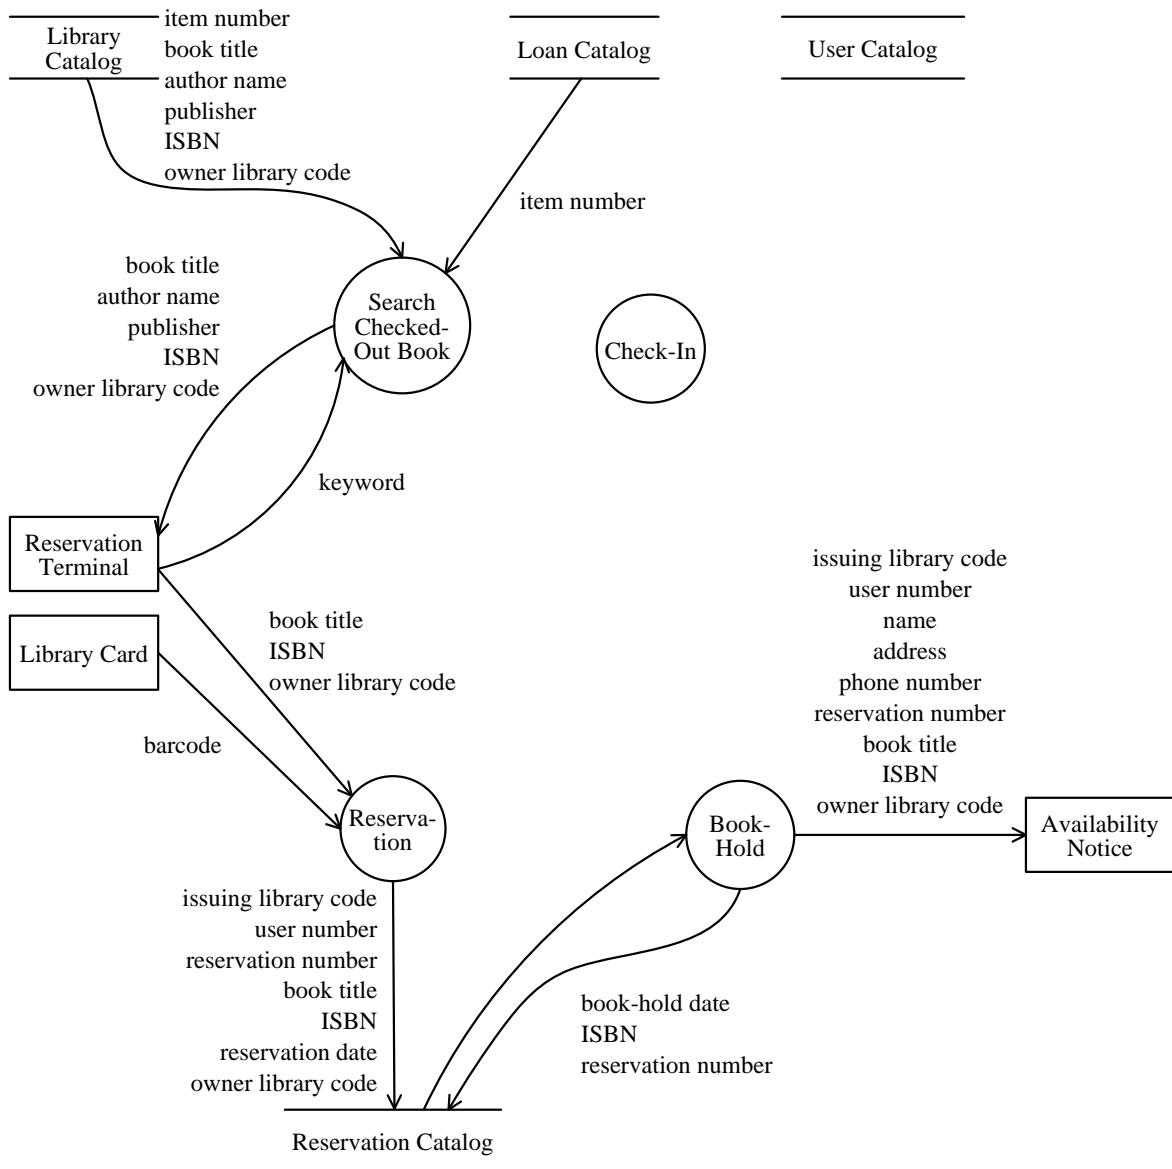 Library
Catalog
item number
book title
author name
publisher
ISBN
owner library code
Loan Catalog
User Catalog
item number
book title
author name
publisher
ISBN
owner library code
Search
Checked-
Out Book
Check-In
keyword
Reservation
Terminal
Library Card
book title
ISBN
owner library code
barcode
issuing library code
user number
name
address
phone number
reservation number
book title
ISBN
owner library code
Reserva-
tion
Book-
Hold
Availability
Notice
issuing library code
user number
reservation number
book title
ISBN
reservation date
owner library code
book-hold date
ISBN
reservation number
Reservation Catalog